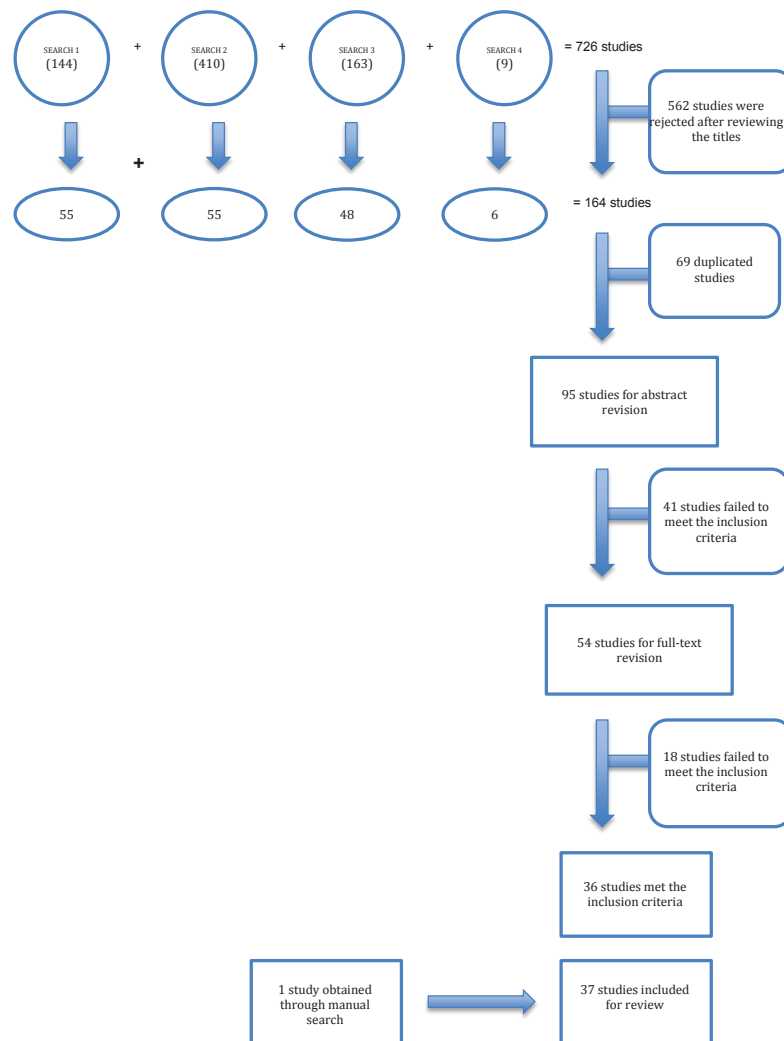 SEARCH 1 + SEARCH 2 + SEARCH 3 + SEARCH 4 = 726 studies
(144) (410) (163) (9)
562 studies were
rejected after reviewing
the titles
+
55 55 48 6 = 164 studies
69 duplicated
studies
95 studies for abstract
revision
41 studies failed to
meet the inclusion
criteria
54 studies for full-text
revision
18 studies failed to
meet the inclusion
criteria
36 studies met the
inclusion criteria
1 study obtained
through manual
search
37 studies included
for review